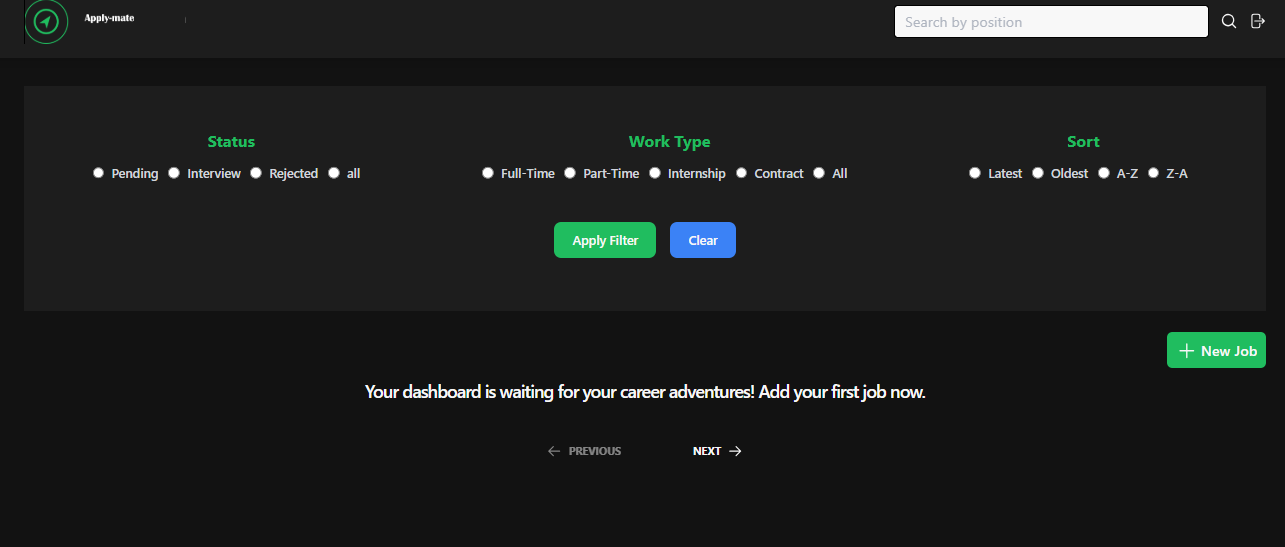 Apply-mate
Search by position
Status
Work Type
Sort
Pending Interview Rejected all
Full-Time Part-Time Internship Contract All
Latest Oldest A-Z Z-A
Apply Filter
Clear
New Job
Your dashboard is waiting for your career adventures! Add your first job now.
PREVIOUS
NEXT